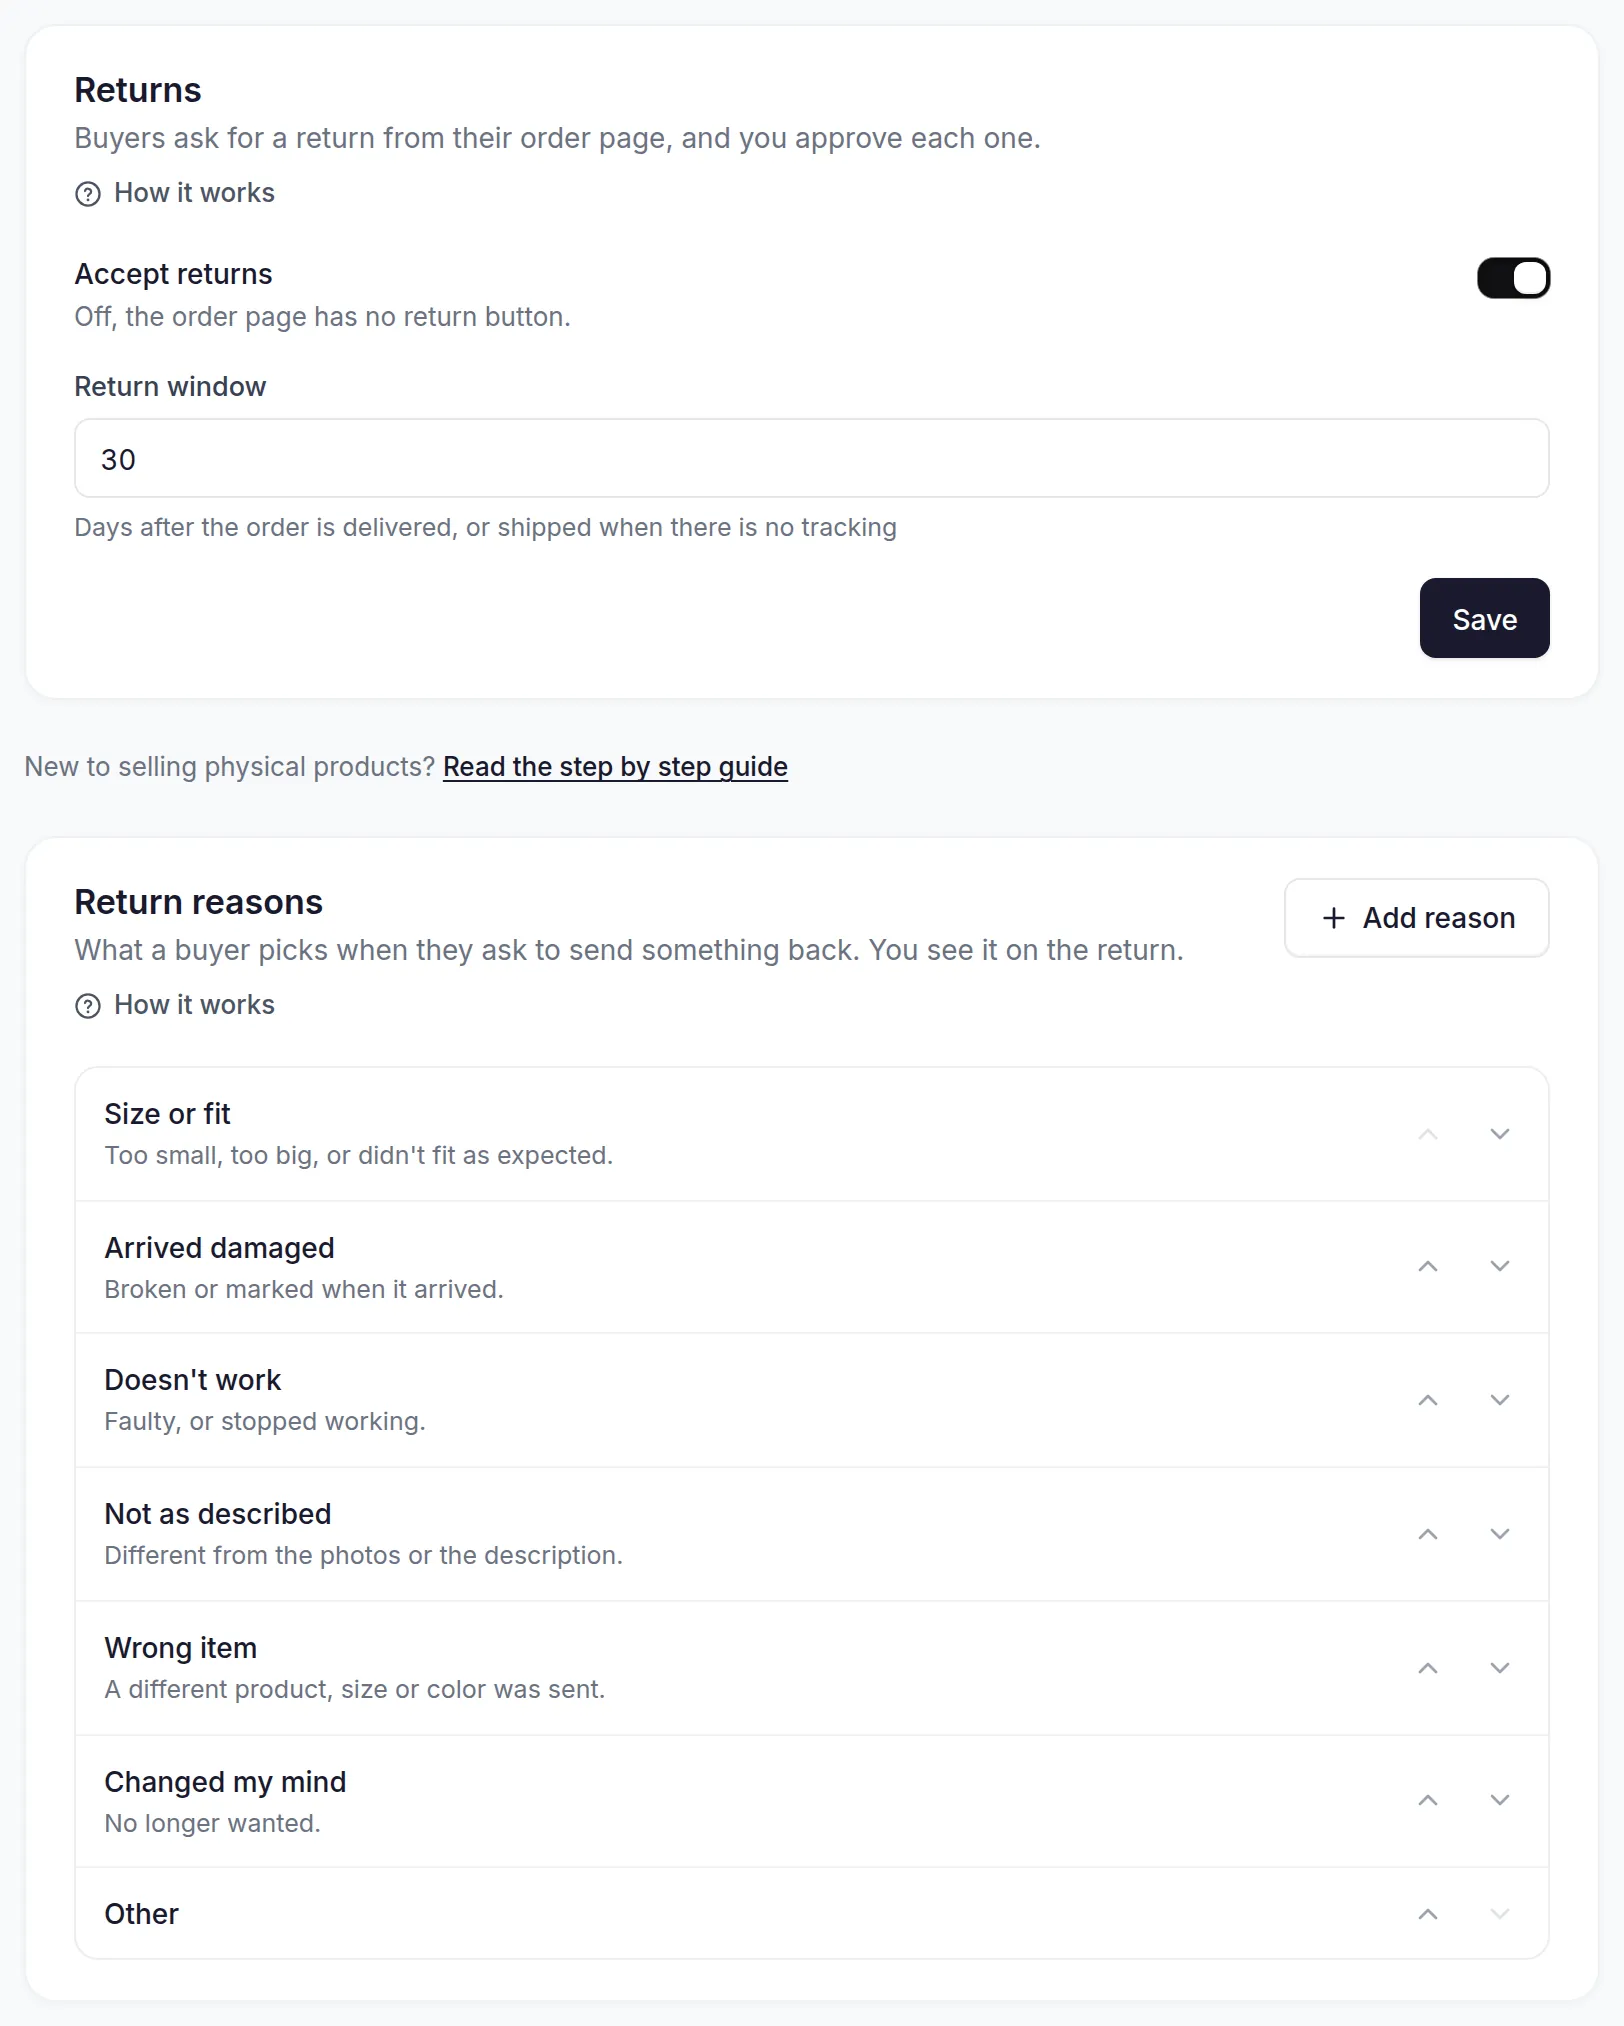 Returns
Buyers ask for a return from their order page, and you approve each one.
How it works
Accept returns
Off, the order page has no return button.
Return window
30
Days after the order is delivered, or shipped when there is no tracking
Save
New to selling physical products? Read the step by step guide
Return reasons
Add reason
What a buyer picks when they ask to send something back. You see it on the return.
How it works
Size or fit
Too small, too big, or didn't fit as expected.
Arrived damaged
Broken or marked when it arrived.
Doesn't work
Faulty, or stopped working.
Not as described
Different from the photos or the description.
Wrong item
A different product, size or color was sent.
Changed my mind
No longer wanted.
Other